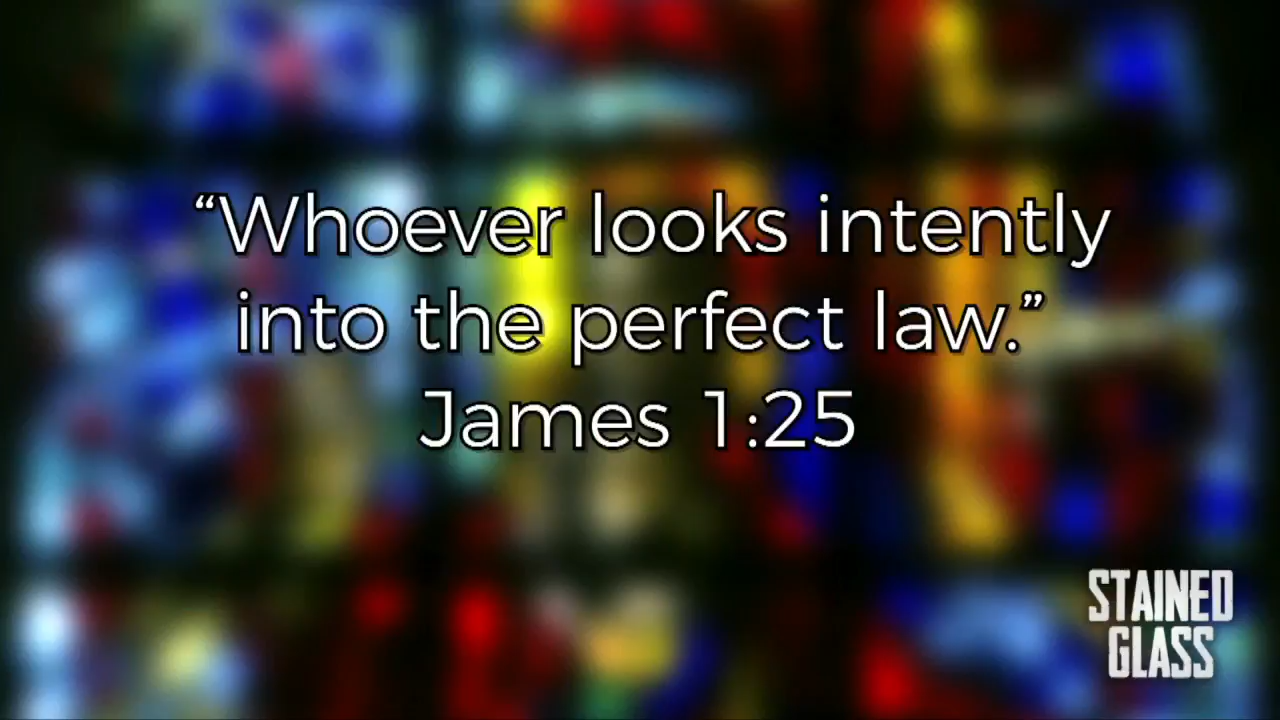 “Whoever looks intently
into the perfect law.”
James 1:25
STAINED
GLASS